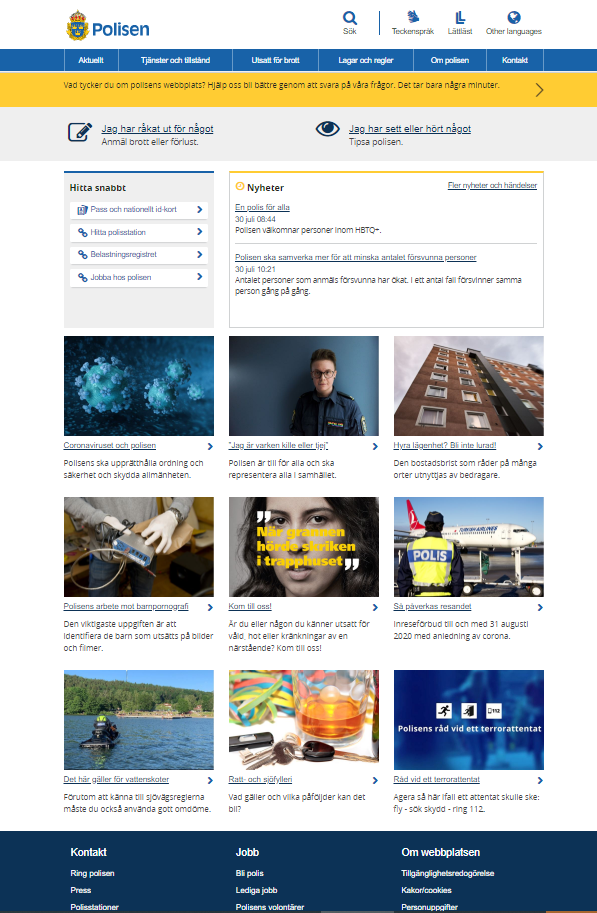 Polisen
Sök
Teckenspråk
Lättläst
Other languages
Aktuellt
Tjänster och tillstånd
Utsatt för brott
Lagar och regler
Om polisen
Kontakt
Vad tycker du om polisens webbplats? Hjälp oss bli bättre genom att svara på våra frågor. Det tar bara några minuter.
Jag har råkat ut för något
Anmäl brott eller förlust.
Jag har sett eller hört något
Tipsa polisen.
Hitta snabbt
Pass och nationellt id-kort
Hitta polisstation
Belastningsregistret
Jobba hos polisen
Nyheter
Fler nyheter och händelser
En polis för alla
30 juli 08:44
Polisen välkomnar personer inom HBTQ+.
Polisen ska samverka mer för att minska antalet försvunna personer
30 juli 10:21
Antalet personer som anmäls försvunna har ökat. I ett antal fall försvinner samma
person gång på gång.
Coronaviruset och polisen
Polisens ska upprätthålla ordning och
säkerhet och skydda allmänheten.
"Jag är varken kille eller tjej"
Polisen är till för alla och ska
representera alla i samhället.
Hyra lägenhet? Bli inte lurad!
Den bostadsbrist som råder på många
orter utnyttjas av bedragare.
Polisens arbete mot barnpornografi
Den viktigaste uppgiften är att
identifiera de barn som utsätts på bilder
och filmer.
"När grannen
hörde skriken
i trapphuset"
Kom till oss!
Är du eller någon du känner utsatt för
våld, hot eller kränkningar av en
närstående? Kom till oss!
TURKISH AIRLINES
POLIS
Så påverkas resandet
Inreseförbud till och med 31 augusti
2020 med anledning av corona.
Det här gäller för vattenskoter
Förutom att känna till sjövägsreglerna
måste du också använda gott omdöme.
Ratt- och sjöfylleri
Vad gäller och vilka påföljder kan det
bli?
112
Polisens råd vid ett terrorattentat
Råd vid ett terrorattentat
Agera så här ifall ett attentat skulle ske:
fly - sök skydd - ring 112.
Kontakt
Ring polisen
Press
Polisstationer
Jobb
Bli polis
Lediga jobb
Polisens volontärer
Om webbplatsen
Tillgänglighetsredogörelse
Kakor/cookies
Personuppgifter